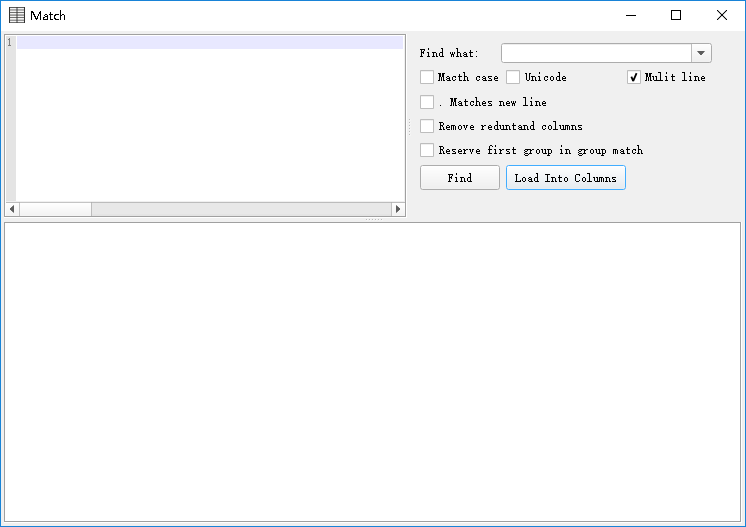 Match
1
Find what:
Macth case Unicode Mulit line
. Matches new line
Remove reduntand columns
Reserve first group in group match
Find Load Into Columns